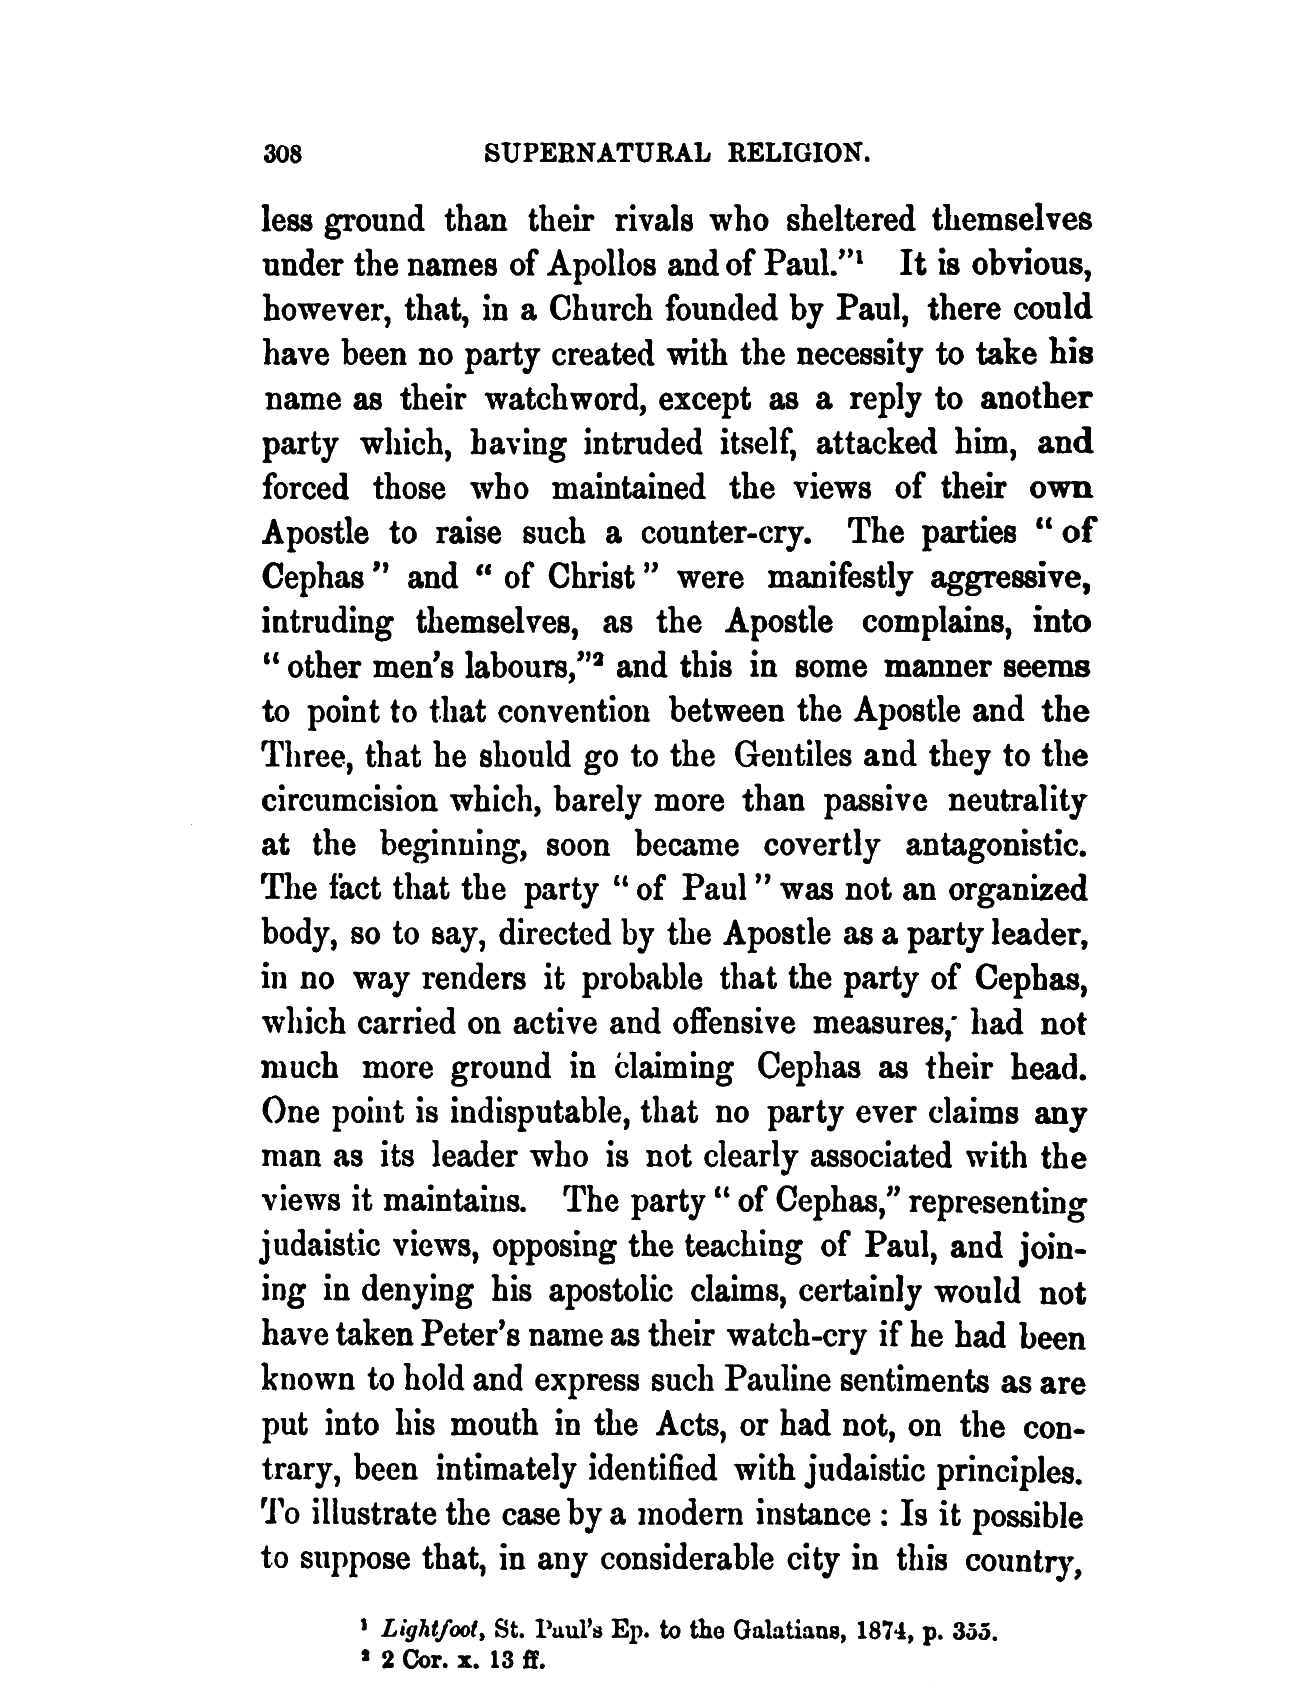 308 SUPERNATURAL RELIGION.
less ground than their rivals who sheltered themselves
under the names of Apollos and of Paul."¹ It is obvious,
however, that, in a Church founded by Paul, there could
have been no party created with the necessity to take his
name as their watchword, except as a reply to another
party which, having intruded itself, attacked him, and
forced those who maintained the views of their own
Apostle to raise such a counter-cry. The parties " of
Cephas" and " of Christ" were manifestly aggressive,
intruding themselves, as the Apostle complains, into
" other men's labours,"² and this in some manner seems
to point to that convention between the Apostle and the
Three, that he should go to the Gentiles and they to the
circumcision which, barely more than passive neutrality
at the beginning, soon became covertly antagonistic.
The fact that the party " of Paul" was not an organized
body, so to say, directed by the Apostle as a party leader,
in no way renders it probable that the party of Cephas,
which carried on active and offensive measures, had not
much more ground in claiming Cephas as their head.
One point is indisputable, that no party ever claims any
man as its leader who is not clearly associated with the
views it maintains. The party " of Cephas," representing
judaistic views, opposing the teaching of Paul, and join-
ing in denying his apostolic claims, certainly would not
have taken Peter's name as their watch-cry if he had been
known to hold and express such Pauline sentiments as are
put into his mouth in the Acts, or had not, on the con-
trary, been intimately identified with judaistic principles.
To illustrate the case by a modern instance : Is it possible
to suppose that, in any considerable city in this country,
¹ Lightfoot, St. Paul's Ep. to the Galatians, 1874, p. 355.
² 2 Cor. x. 13 ff.